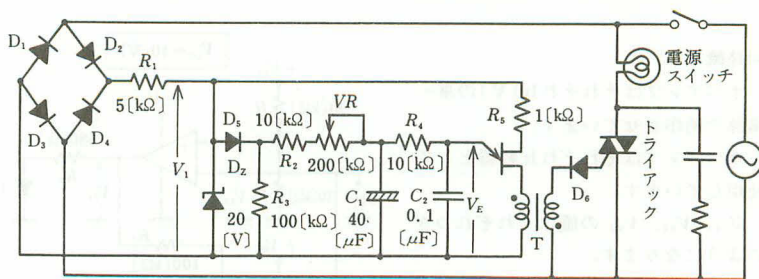 D₁
D₂
D₃
D₄
R₁
5〔kΩ〕
V₁
D₅
D_Z
20
〔V〕
10〔kΩ〕
R₂
VR
200〔kΩ〕
R₃
100〔kΩ〕
C₁
40
〔μF〕
R₄
10〔kΩ〕
C₂
0.1
〔μF〕
V_E
R₅
1〔kΩ〕
T
D₆
トライアック
電源
スイッチ